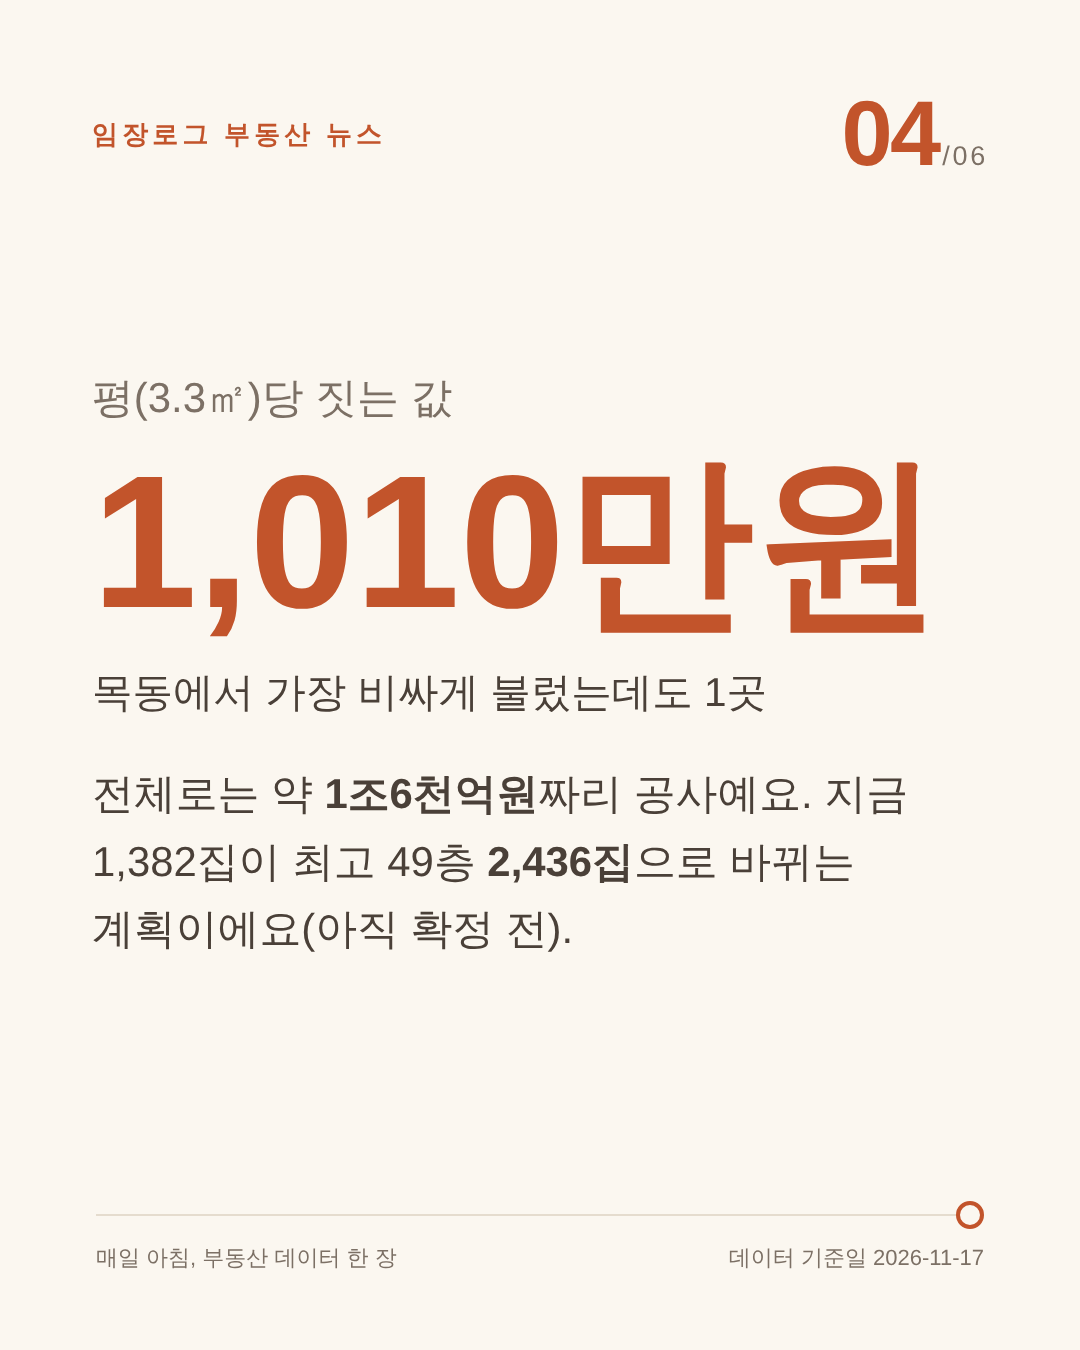 임장로그 부동산 뉴스
04/06
평(3.3㎡)당 짓는 값
1,010만원
목동에서 가장 비싸게 불렀는데도 1곳
전체로는 약 1조6천억원짜리 공사예요. 지금
1,382집이 최고 49층 2,436집으로 바뀌는
계획이에요(아직 확정 전).
매일 아침, 부동산 데이터 한 장
데이터 기준일 2026-11-17